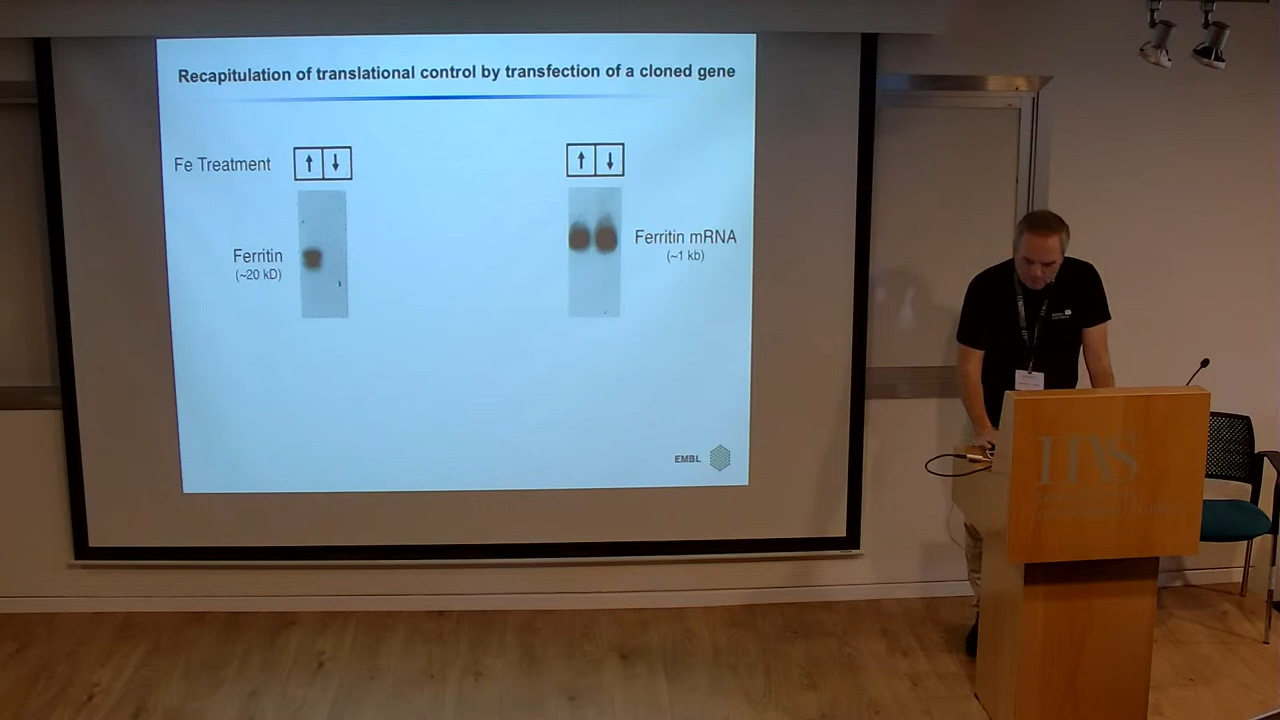 Recapitulation of translational control by transfection of a cloned gene
Fe Treatment
↑ ↓
↑ ↓
Ferritin
(~20 kD)
Ferritin mRNA
(~1 kb)
EMBL
IIAS